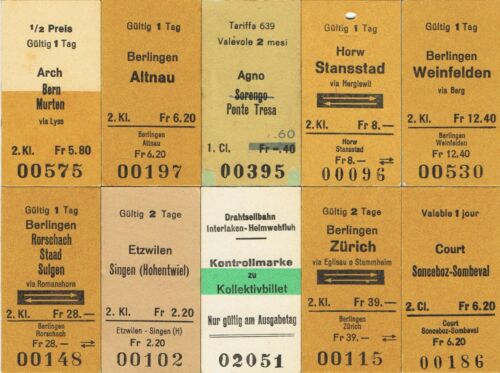 1/2 Preis
Gültig 1 Tag
Arch
Bern
Murten
via Lyss
2. Kl. Fr 5.80
00575
Gültig 1 Tag
Berlingen
Altnau
2. Kl. Fr 6.20
Berlingen
Altnau
Fr 6.20
00197
Tariffa 639
Valevole 2 mesi
Agno
Sorengo
Ponte Tresa
.60
1. Cl. Fr -.40
00395
Gültig 1 Tag
Horw
Stansstad
via Hergiswil
2. Kl. Fr 8.—
Horw
Stansstad
Fr 8.—
00096
Gültig 1 Tag
Berlingen
Weinfelden
via Berg
2. Kl. Fr 12.40
Berlingen
Weinfelden
Fr 12.40
00530
Gültig 1 Tag
Berlingen
Rorschach
Staad
Sulgen
via Romanshorn
2. Kl. Fr 28.—
Berlingen
Rorschach
Fr 28.—
00148
Gültig 2 Tage
Etzwilen
Singen (Hohentwiel)
2. Kl. Fr 2.20
Etzwilen - Singen (H)
Fr 2.20
00102
Drahtseilbahn
Interlaken-Heimwehfluh
Kontrollmarke
zu
Kollektivbillet
Nur gültig am Ausgabetag
02051
Gültig 2 Tage
Berlingen
Zürich
via Eglisau o Stammheim
2. Kl. Fr 39.—
Berlingen
Zürich
Fr 39.—
00115
Valable 1 jour
Court
Sonceboz-Sombeval
2. Cl. Fr 6.20
Court
Sonceboz-Sombeval
Fr 6.20
00186